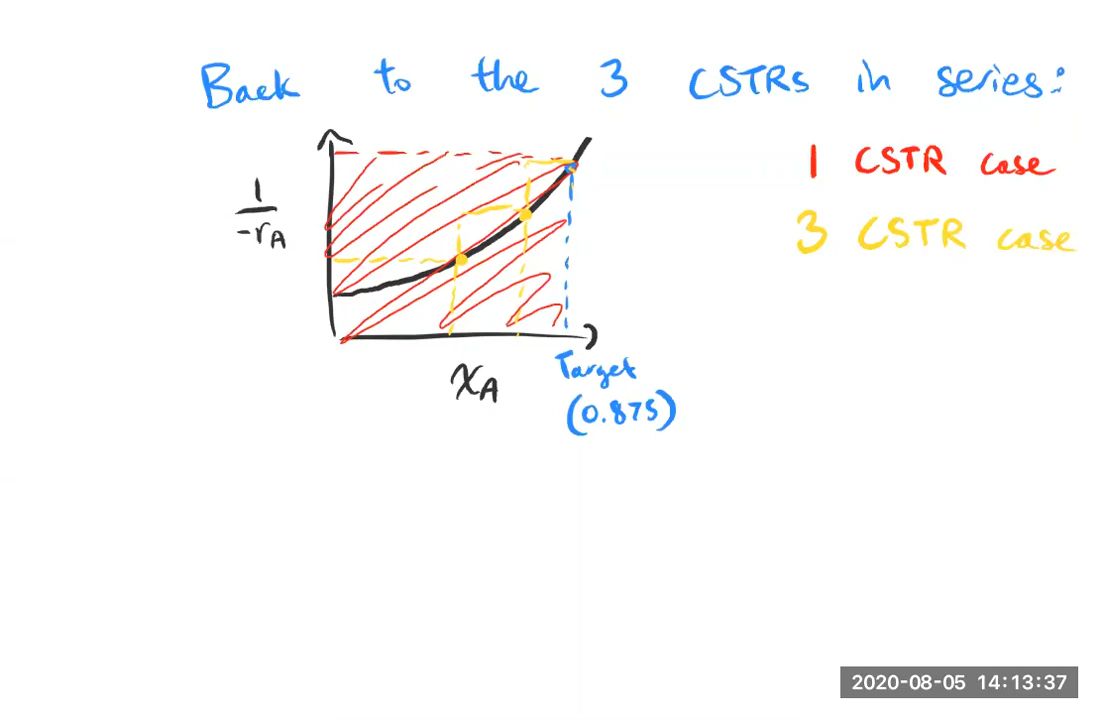 Back to the 3 CSTRs in series:
1 CSTR case
3 CSTR case
1
-rA
xA
Target
(0.875)
2020-08-05 14:13:37